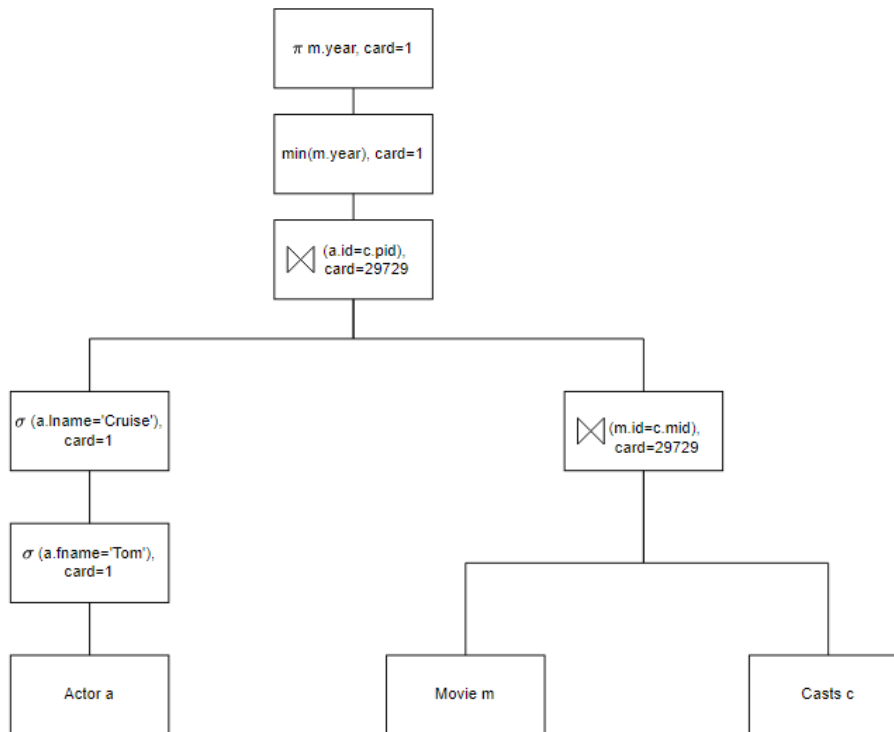 π m.year, card=1
min(m.year), card=1
⋈ (a.id=c.pid),
card=29729
σ (a.lname='Cruise'),
card=1
⋈ (m.id=c.mid),
card=29729
σ (a.fname='Tom'),
card=1
Actor a
Movie m
Casts c